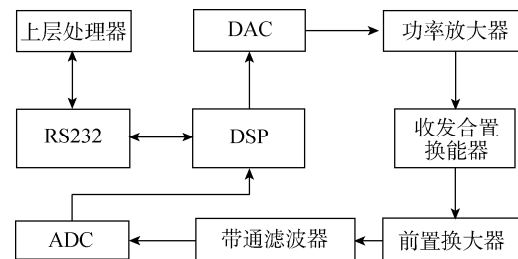 上层处理器
DAC
功率放大器
RS232
DSP
收发合置
换能器
ADC
带通滤波器
前置换大器